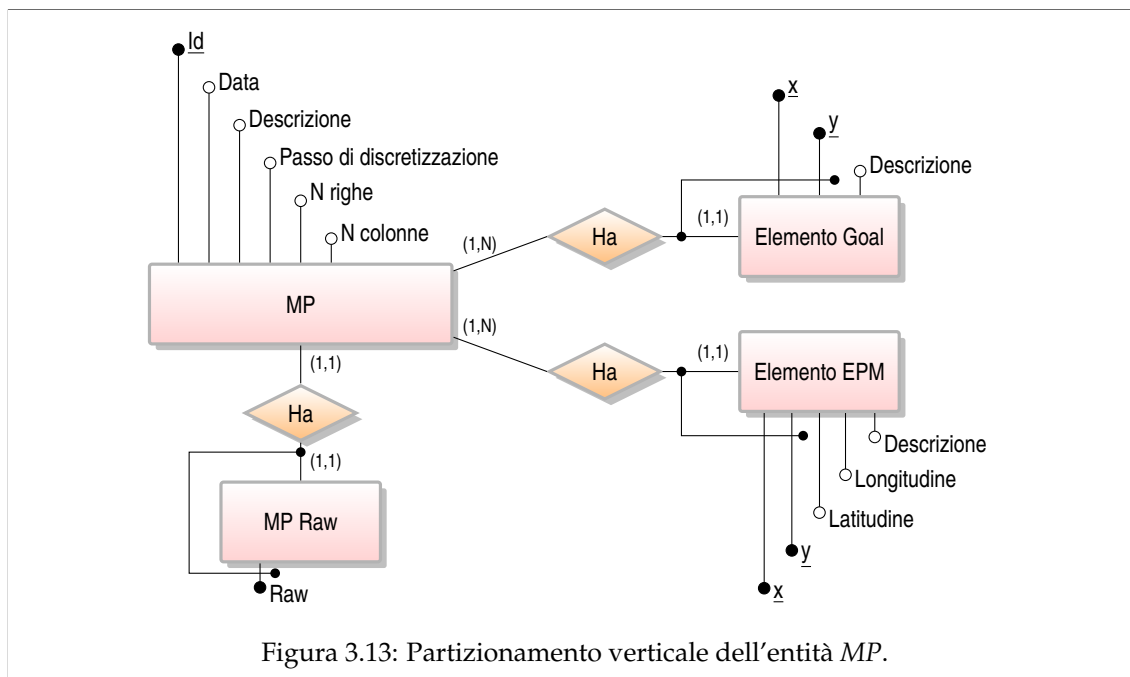 Id
Data
Descrizione
Passo di discretizzazione
N righe
N colonne
MP
(1,N)
Ha
(1,1)
x
y
Descrizione
Elemento Goal
(1,N)
Ha
(1,1)
Elemento EPM
Descrizione
Longitudine
Latitudine
y
x
(1,1)
Ha
(1,1)
MP Raw
Raw
Figura 3.13: Partizionamento verticale dell'entità MP.